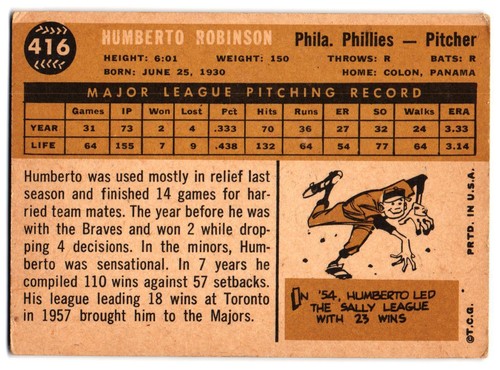 416
HUMBERTO ROBINSON Phila. Phillies — Pitcher
HEIGHT: 6:01 WEIGHT: 150 THROWS: R BATS: R
BORN: JUNE 25, 1930 HOME: COLON, PANAMA
MAJOR LEAGUE PITCHING RECORD
Games IP Won Lost Pct Hits Runs ER SO Walks ERA
YEAR 31 73 2 4 .333 70 36 27 32 24 3.33
LIFE 64 155 7 9 .438 132 64 54 77 64 3.14
Humberto was used mostly in relief last
season and finished 14 games for har-
ried team mates. The year before he was
with the Braves and won 2 while drop-
ping 4 decisions. In the minors, Hum-
berto was sensational. In 7 years he
compiled 110 wins against 57 setbacks.
His league leading 18 wins at Toronto
in 1957 brought him to the Majors.
IN '54, HUMBERTO LED
THE SALLY LEAGUE
WITH 23 WINS
©T.C.G. PRTD. IN U.S.A.